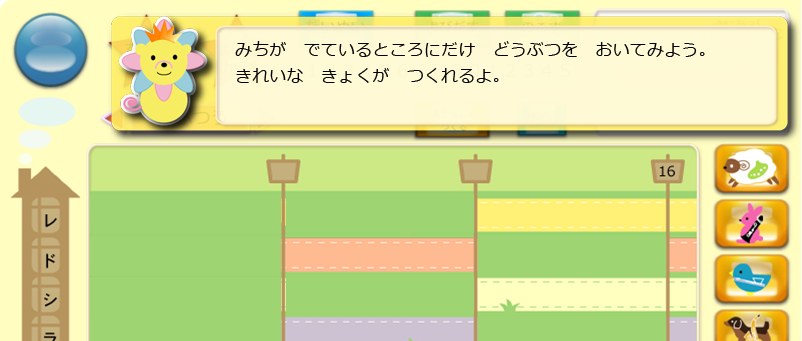 みちが　でているところにだけ　どうぶつを　おいてみよう。
きれいな　きょくが　つくれるよ。
16
レ
ド
シ
ラ